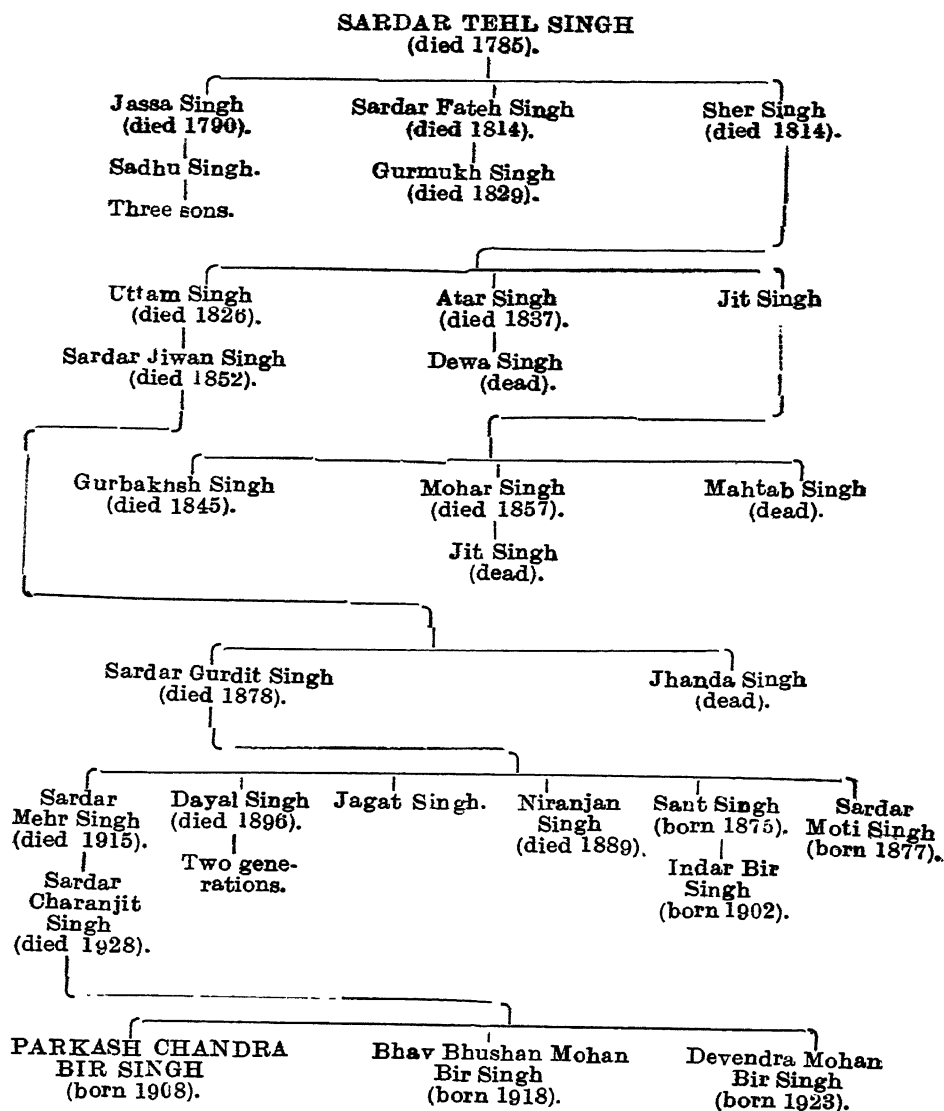 SARDAR TEHL SINGH
(died 1785).
Jassa Singh
(died 1790).
Sadhu Singh.
Three sons.
Sardar Fateh Singh
(died 1814).
Gurmukh Singh
(died 1829).
Sher Singh
(died 1814).
Uttam Singh
(died 1826).
Sardar Jiwan Singh
(died 1852).
Atar Singh
(died 1837).
Dewa Singh
(dead).
Jit Singh
Gurbakhsh Singh
(died 1845).
Mohar Singh
(died 1857).
Jit Singh
(dead).
Mahtab Singh
(dead).
Sardar Gurdit Singh
(died 1878).
Jhanda Singh
(dead).
Sardar
Mehr Singh
(died 1915).
Sardar
Charanjit
Singh
(died 1928).
Dayal Singh
(died 1896).
Two gene-
rations.
Jagat Singh.
Niranjan
Singh
(died 1889).
Sant Singh
(born 1875).
Indar Bir
Singh
(born 1902).
Sardar
Moti Singh
(born 1877).
PARKASH CHANDRA
BIR SINGH
(born 1908).
Bhav Bhushan Mohan
Bir Singh
(born 1918).
Devendra Mohan
Bir Singh
(born 1923).